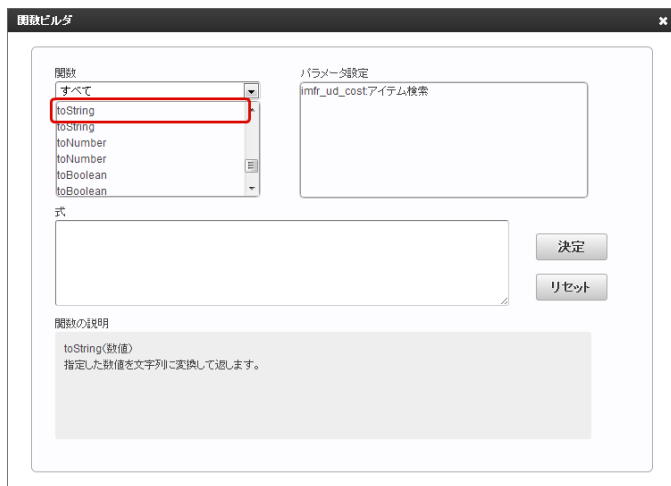 関数ビルダ
関数
パラメータ設定
すべて
imfr_ud_cost:アイテム検索
toString
toString
toNumber
toNumber
toBoolean
toBoolean
式
決定
リセット
関数の説明
toString(数値)
指定した数値を文字列に変換して返します。